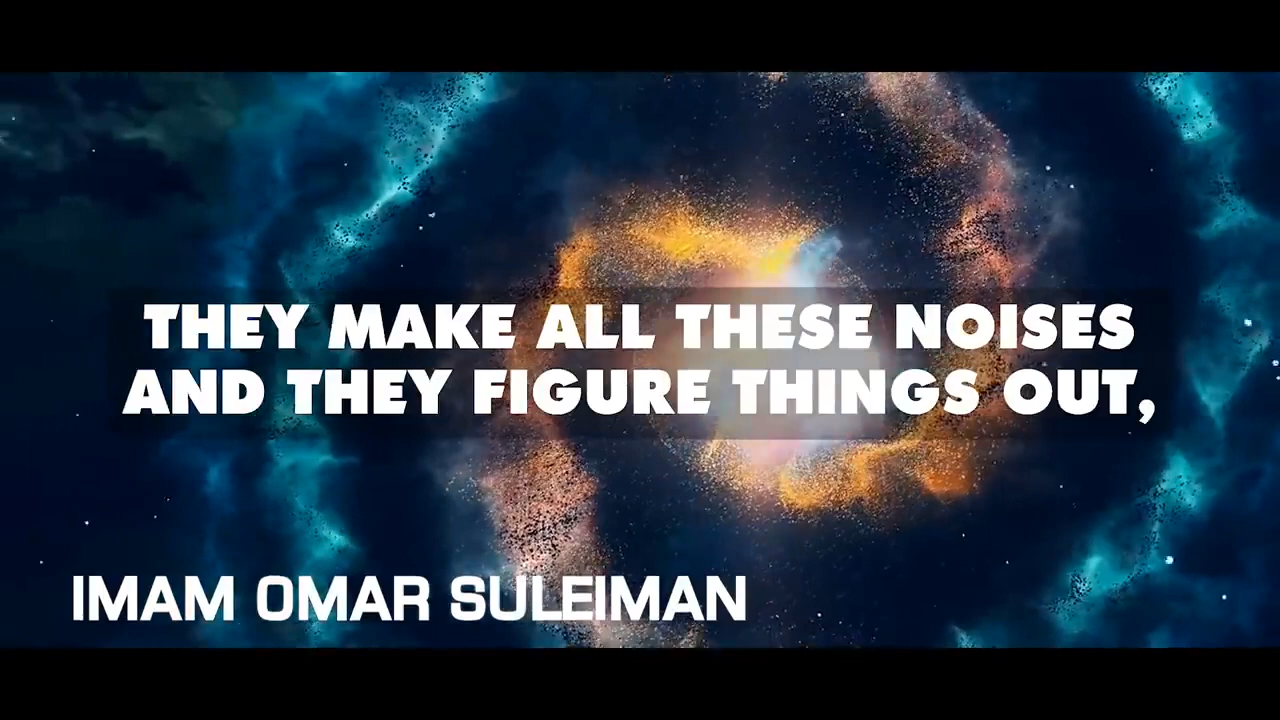 THEY MAKE ALL THESE NOISES
AND THEY FIGURE THINGS OUT,
IMAM OMAR SULEIMAN